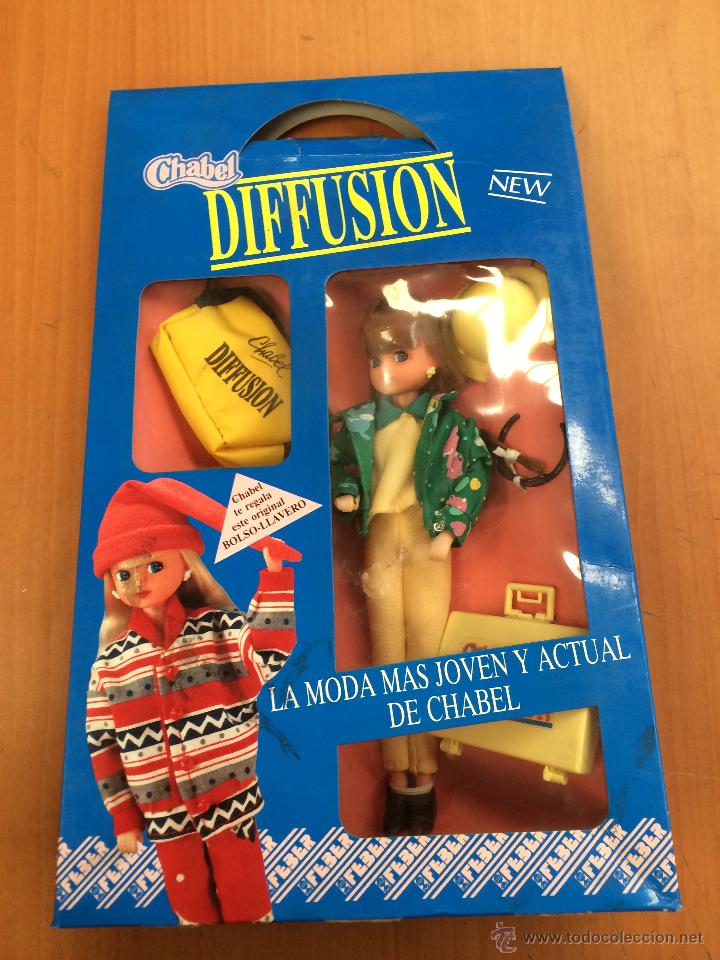 Chabel
DIFFUSION
NEW
Chabel
DIFFUSION
Chabel
te regala
este original
BOLSO-LLAVERO
LA MODA MAS JOVEN Y ACTUAL
DE CHABEL
FEBER FEBER FEBER FEBER FEBER FEBER FEBER FEBER
www.todocoleccion.net